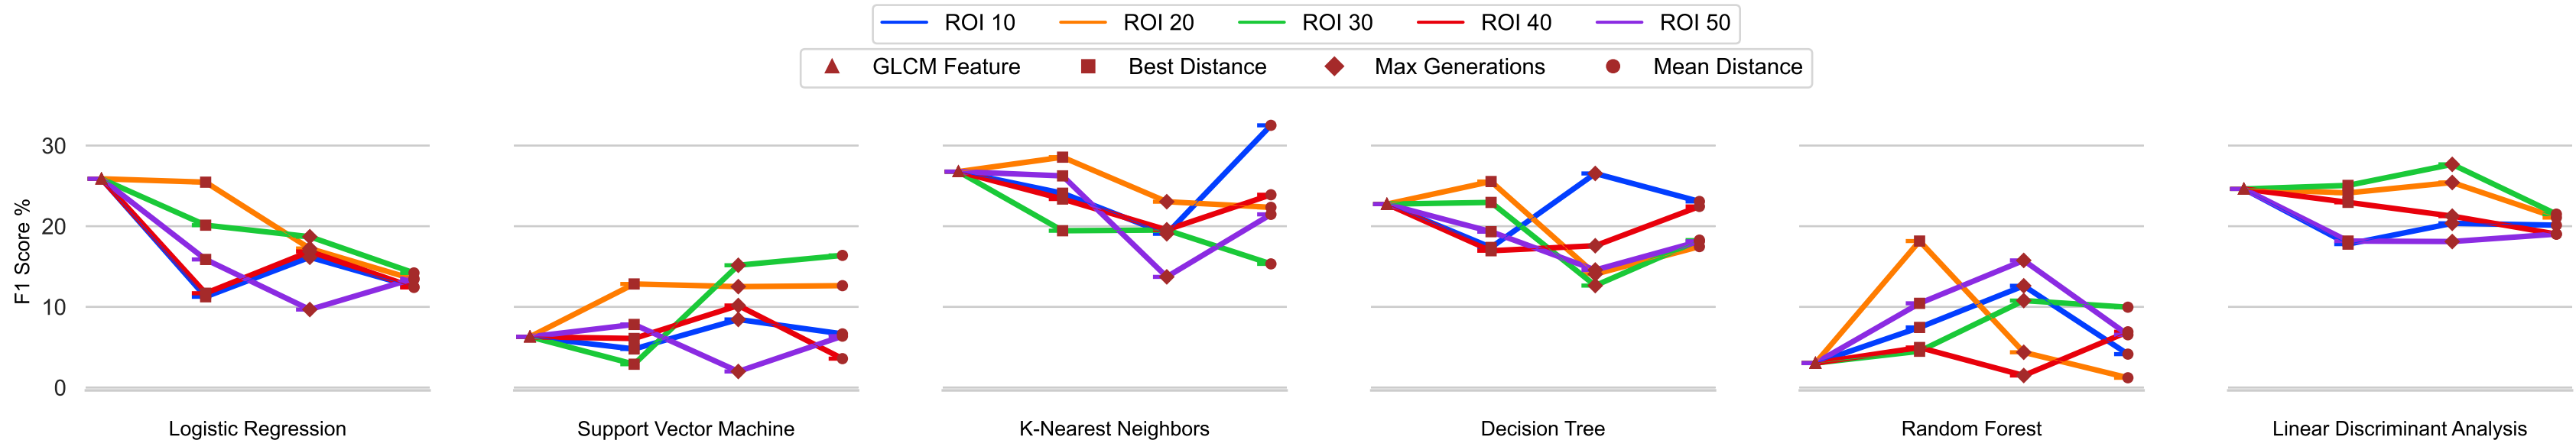 ROI 10 ROI 20 ROI 30 ROI 40 ROI 50
GLCM Feature Best Distance Max Generations Mean Distance
F1 Score %
30
20
10
0
Logistic Regression Support Vector Machine K-Nearest Neighbors Decision Tree Random Forest Linear Discriminant Analysis